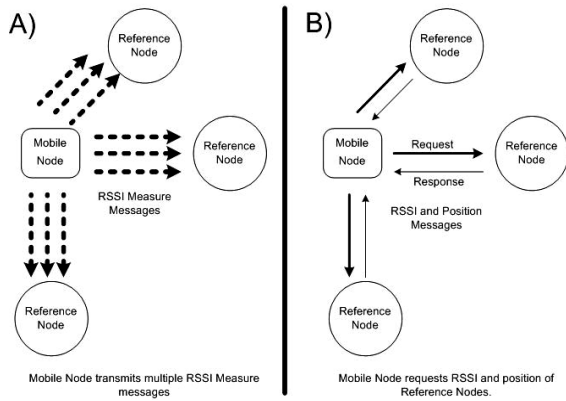 A)
Reference
Node
Mobile
Node
Reference
Node
RSSI Measure
Messages
Reference
Node
Mobile Node transmits multiple RSSI Measure
messages
B)
Reference
Node
Mobile
Node
Request
Response
Reference
Node
RSSI and Position
Messages
Reference
Node
Mobile Node requests RSSI and position of
Reference Nodes.